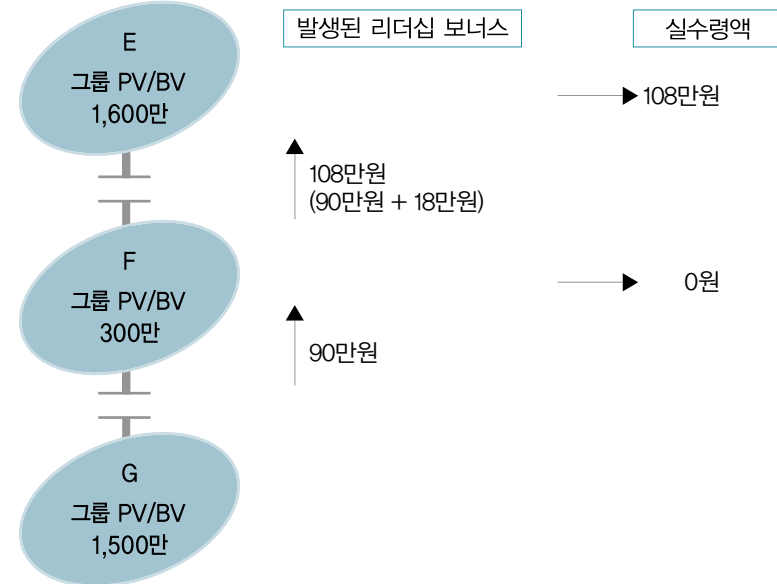 발생된 리더십 보너스
실수령액
E
그룹 PV/BV
1,600만
108만원
108만원
(90만원 + 18만원)
F
그룹 PV/BV
300만
0원
90만원
G
그룹 PV/BV
1,500만